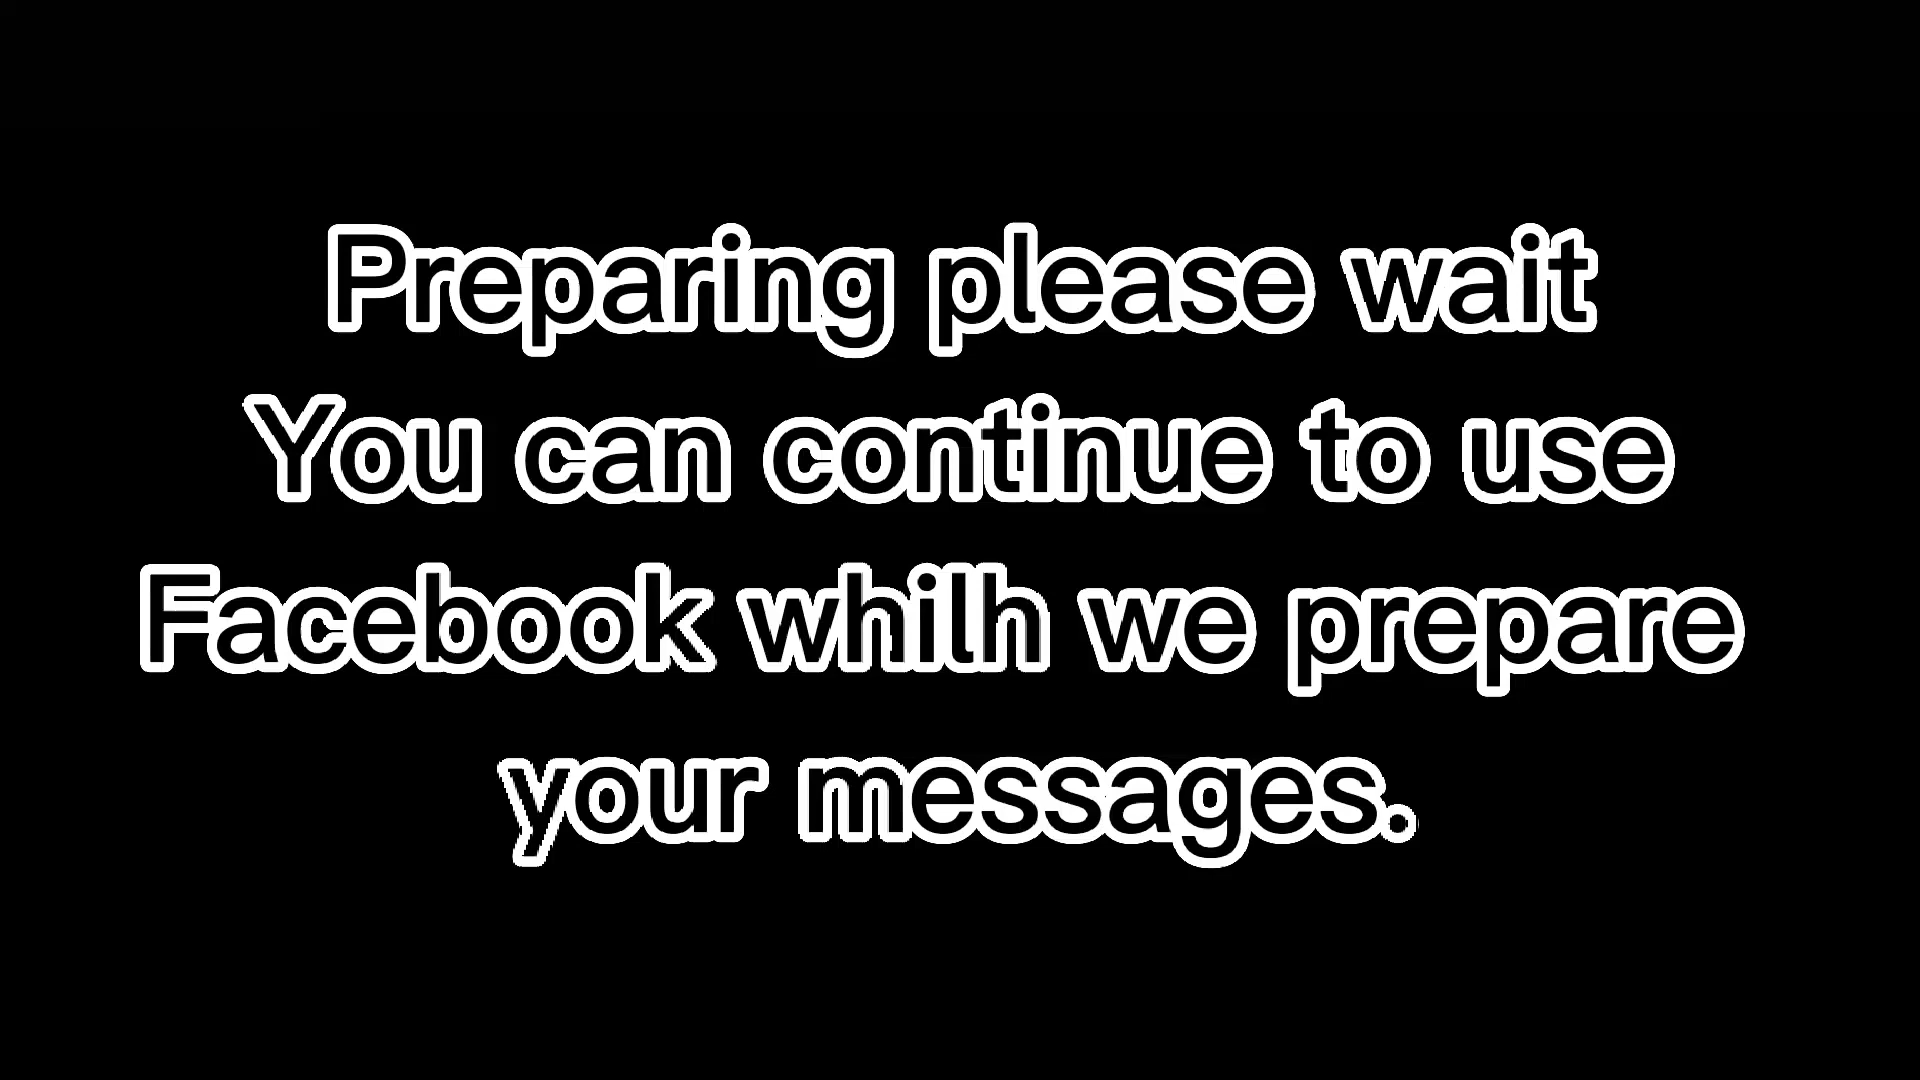 Preparing please wait
You can continue to use
Facebook whilh we prepare
your messages.